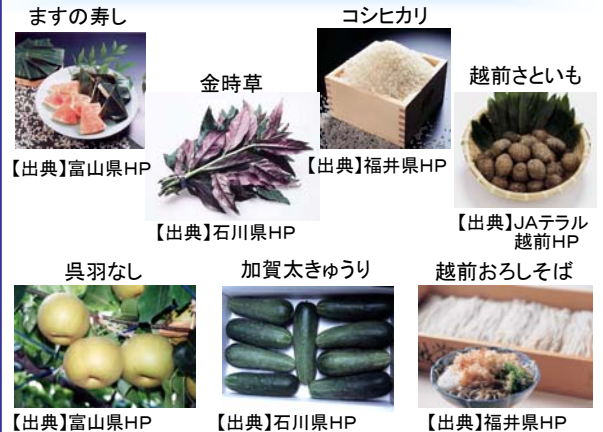 ますの寿し
コシヒカリ
金時草
越前さといも
【出典】富山県HP
【出典】福井県HP
【出典】石川県HP
【出典】JAテラル
越前HP
呉羽なし
加賀太きゅうり
越前おろしそば
【出典】富山県HP
【出典】石川県HP
【出典】福井県HP